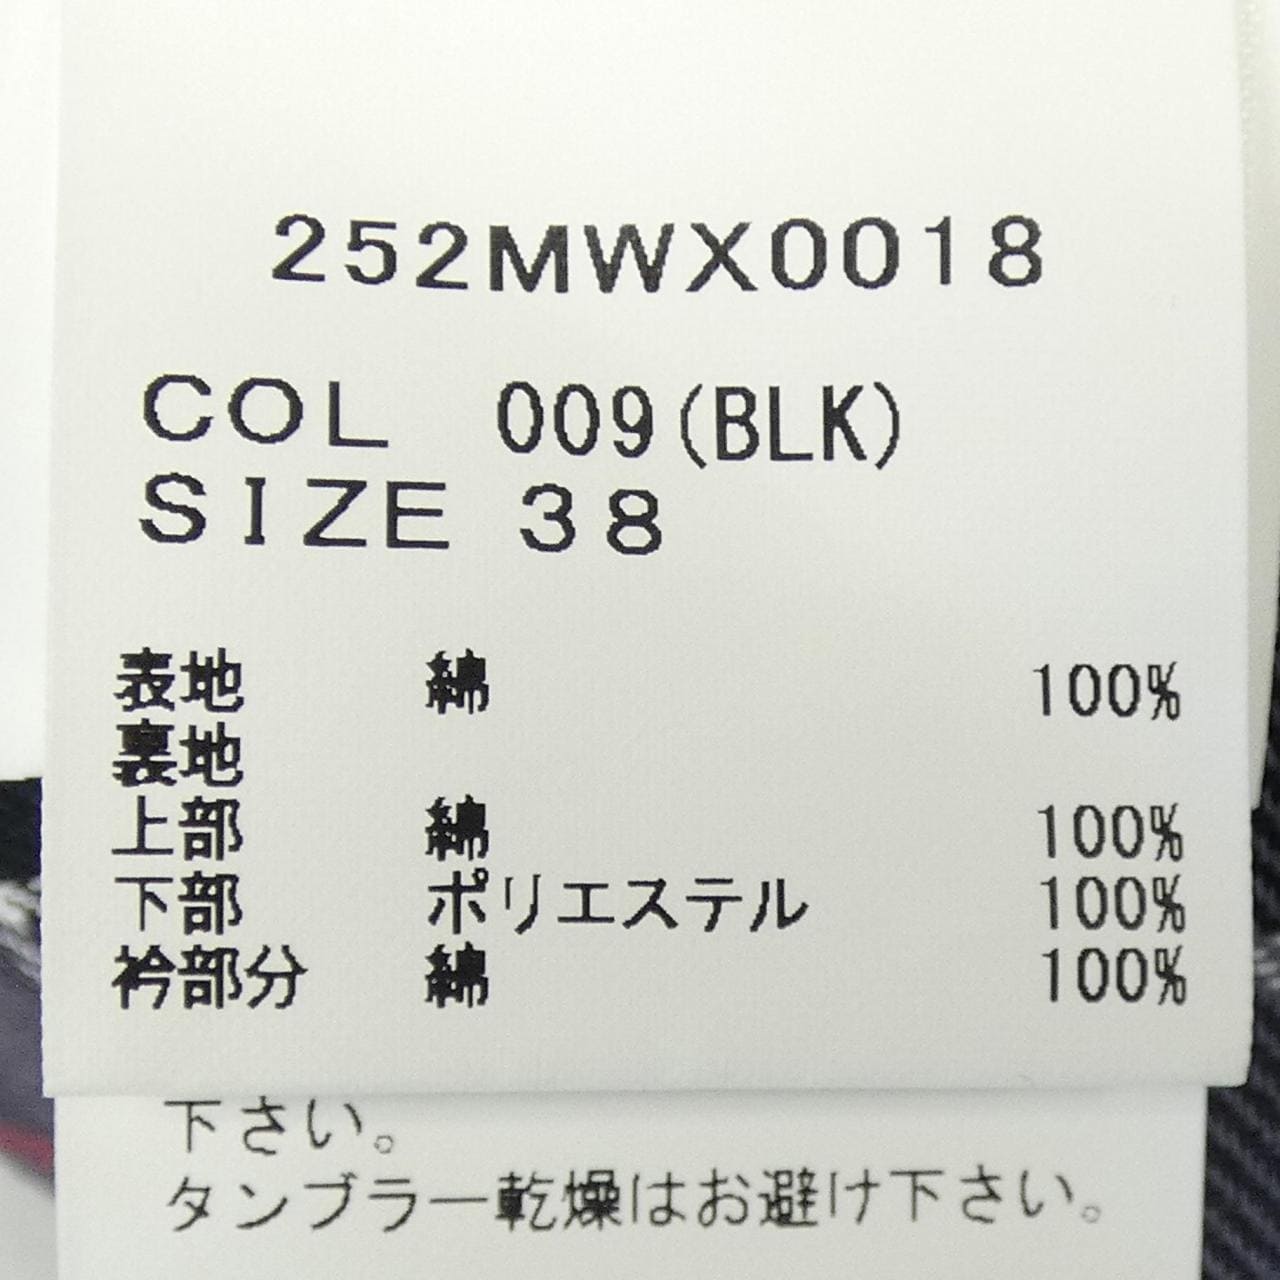 252MWX0018
COL 009(BLK)
SIZE 38
表地 綿 100%
裏地
上部 綿 100%
下部 ポリエステル 100%
衿部分 綿 100%
下さい。
タンブラー乾燥はお避け下さい。